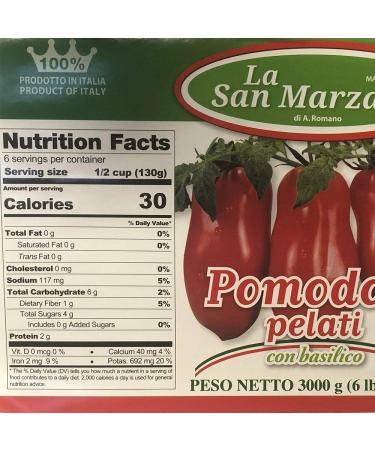 100%
PRODOTTO IN ITALIA
PRODUCT OF ITALY
La
San Marza
di A. Romano
MA
Nutrition Facts
6 servings per container
Serving size 1/2 cup (130g)
Amount per serving
Calories 30
% Daily Value*
Total Fat 0 g 0%
Saturated Fat 0 g 0%
Trans Fat 0 g
Cholesterol 0 mg 0%
Sodium 117 mg 5%
Total Carbohydrate 6 g 2%
Dietary Fiber 1 g 5%
Total Sugars 4 g
Includes 0 g Added Sugars 0%
Protein 2 g
Vit. D 0 mcg 0 % • Calcium 40 mg 4 %
Iron 2 mg 9 % • Potas. 692 mg 20 %
* The % Daily Value (DV) tells you how much a nutrient in a serving of
food contributes to a daily diet. 2,000 calories a day is used for general
nutrition advice.
Pomodo
pelati
con basilico
PESO NETTO 3000 g (6 lb